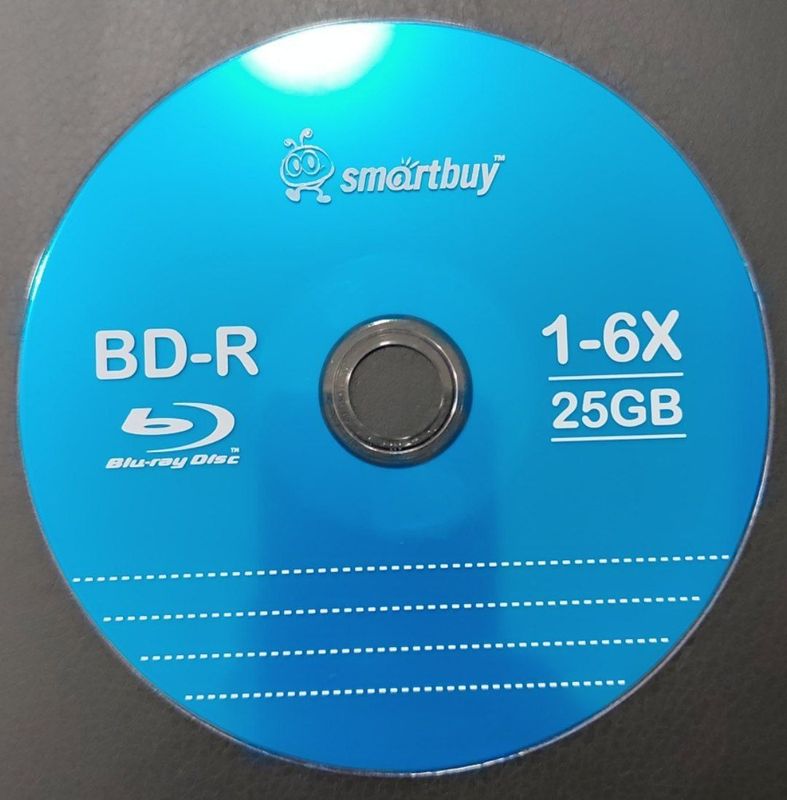 smartbuy™
BD-R
Blu-ray Disc™
1-6X
25GB